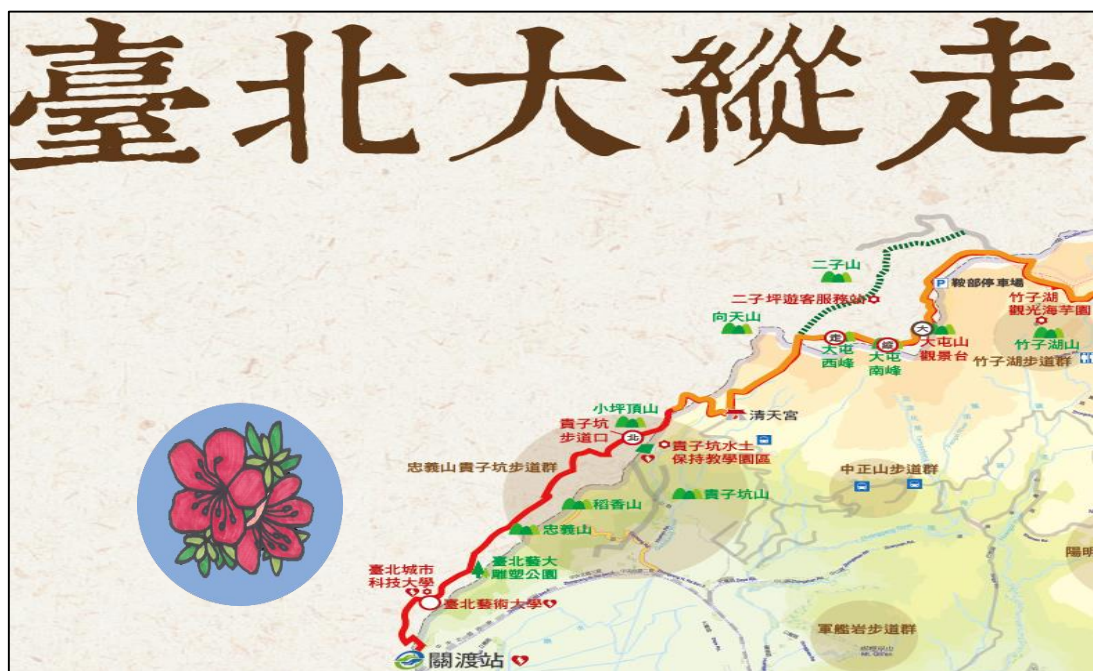 臺北大縱走
二子山
P 鞍部停車場
二子坪遊客服務站
竹子湖
觀光海芋園
向天山
走
縱
大
大屯
西峰
大屯
南峰
大屯山
觀景台
竹子湖山
竹子湖步道群
小坪頂山
清天宮
貴子坑
步道口
北
貴子坑水土
保持教學園區
忠義山貴子坑步道群
中正山步道群
貴子坑山
稻香山
忠義山
陽明
臺北藝大
雕塑公園
臺北城市
科技大學
臺北藝術大學
軍艦岩步道群
關渡站